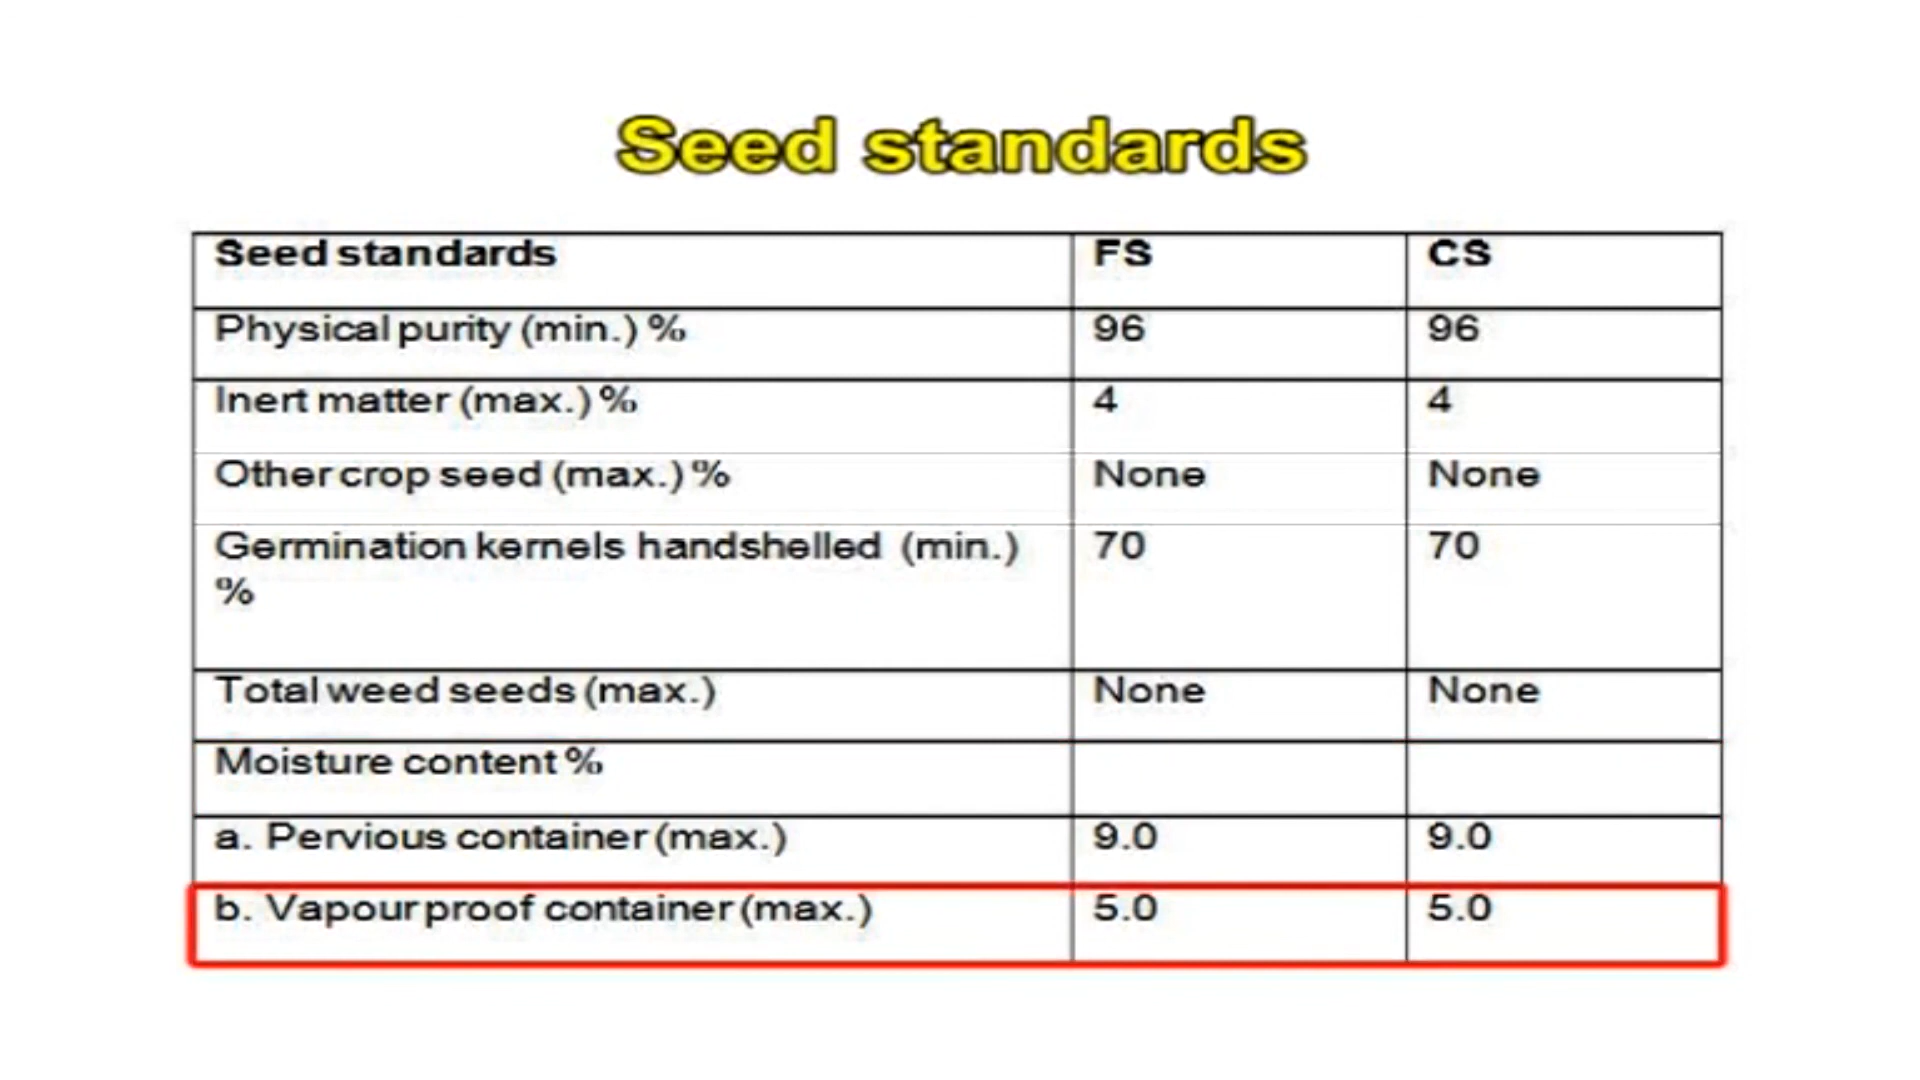 Seed standards
Seed standards FS CS
Physical purity (min.) % 96 96
Inert matter (max.) % 4 4
Other crop seed (max.) % None None
Germination kernels handshelled (min.) 70 70
%
Total weed seeds (max.) None None
Moisture content %
a. Pervious container (max.) 9.0 9.0
b. Vapour proof container (max.) 5.0 5.0